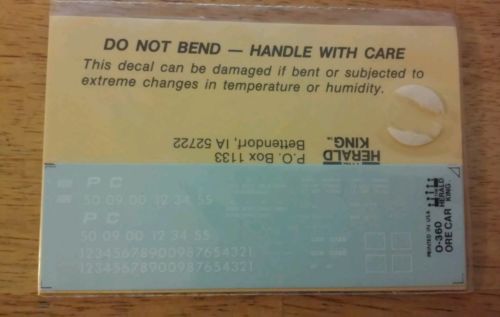 DO NOT BEND — HANDLE WITH CARE
This decal can be damaged if bent or subjected to
extreme changes in temperature or humidity.
HERALD
KING
P.O. Box 1133
Bettendorf, IA 52722
P C
50 09 00 12 34 55
P C
50 09 00 12 34 55
12345678900987654321
12345678900987654321
PRINTED IN USA
O-360
ORE CAR
HERALD
KING